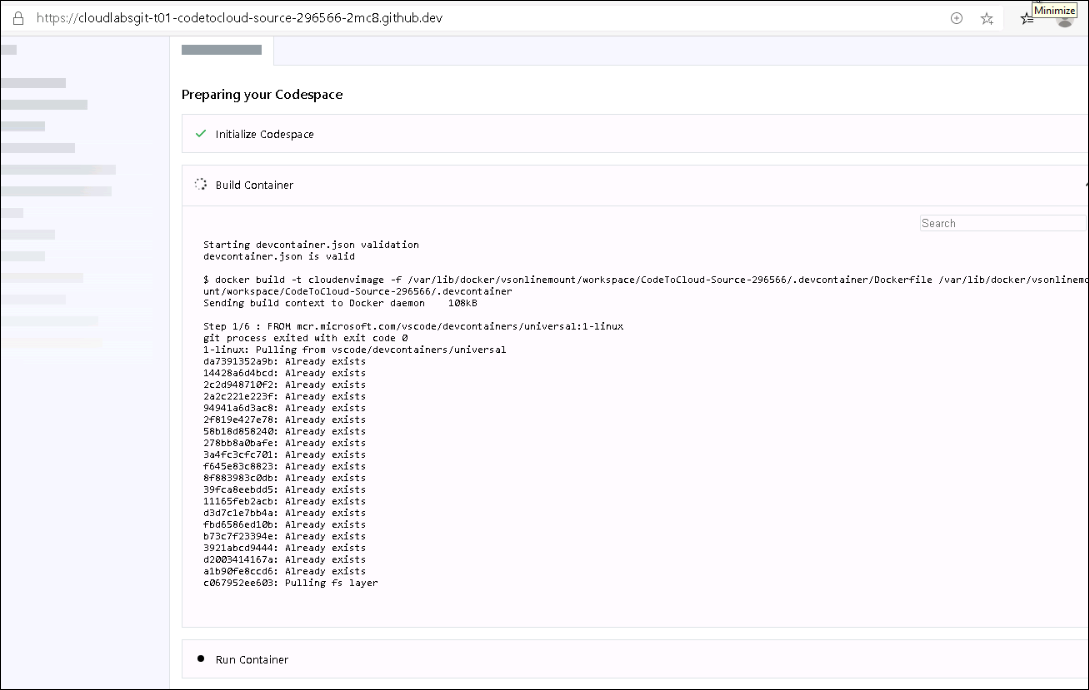 https://cloudlabsgit-t01-codetocloud-source-296566-2mc8.github.dev
Minimize
Preparing your Codespace
Initialize Codespace
Build Container
Search
Starting devcontainer.json validation
devcontainer.json is valid
$ docker build -t cloudenvimage -f /var/lib/docker/vsonlinemount/workspace/CodeToCloud-Source-296566/.devcontainer/Dockerfile /var/lib/docker/vsonlinemo
unt/workspace/CodeToCloud-Source-296566/.devcontainer
Sending build context to Docker daemon    108kB
Step 1/6 : FROM mcr.microsoft.com/vscode/devcontainers/universal:1-linux
git process exited with exit code 0
1-linux: Pulling from vscode/devcontainers/universal
da7391352a9b: Already exists
14428a6d4bcd: Already exists
2c2d948710f2: Already exists
2a2c221e223f: Already exists
94941a6d3ac8: Already exists
2f819e427e78: Already exists
58b18d858240: Already exists
278bb8a0bafe: Already exists
3a4fc3cfc701: Already exists
f645e83c8823: Already exists
8f883983c0db: Already exists
39fca8eebdd5: Already exists
11165feb2acb: Already exists
d3d7c1e7bb4a: Already exists
fbd6586ed10b: Already exists
b73c7f23394e: Already exists
3921abcd9444: Already exists
d2003414167a: Already exists
a1b90fe8ccd6: Already exists
c067952ee603: Pulling fs layer
Run Container